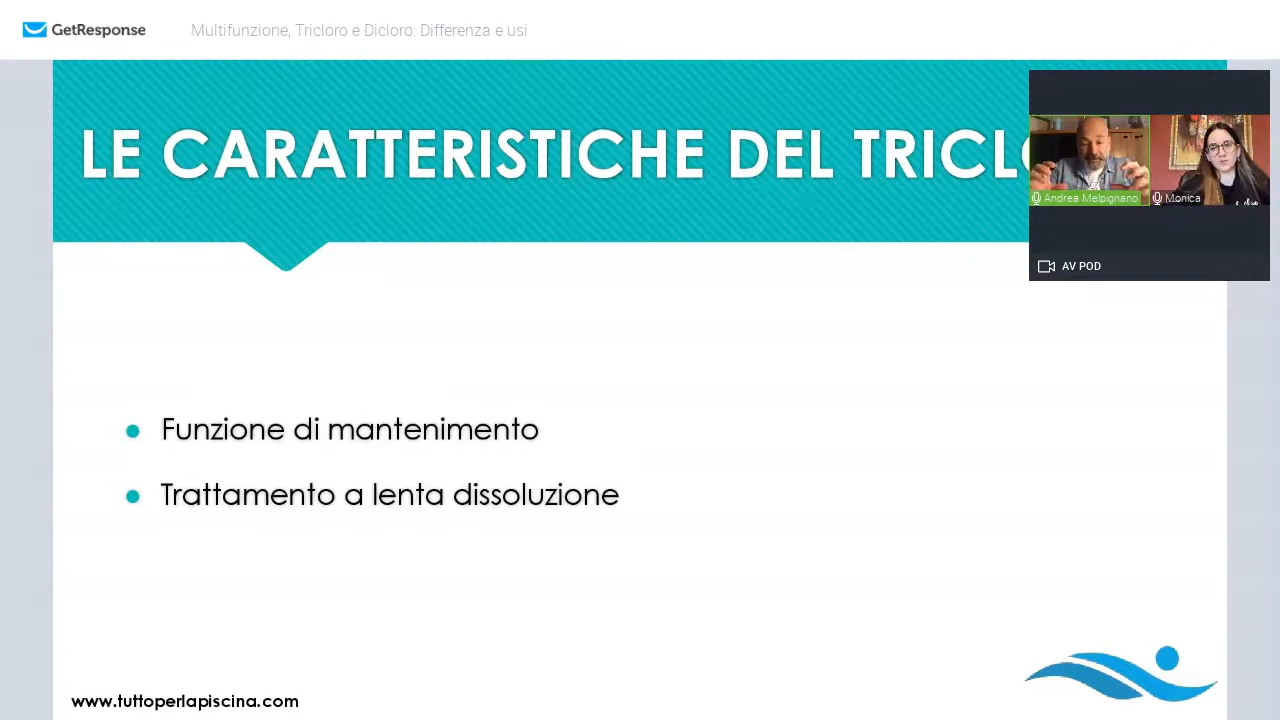 GetResponse
Multifunzione, Tricloro e Dicloro: Differenza e usi
LE CARATTERISTICHE DEL TRICLO
Andrea Melpignano
Monica
AV POD
Funzione di mantenimento
Trattamento a lenta dissoluzione
www.tuttoperlapiscina.com